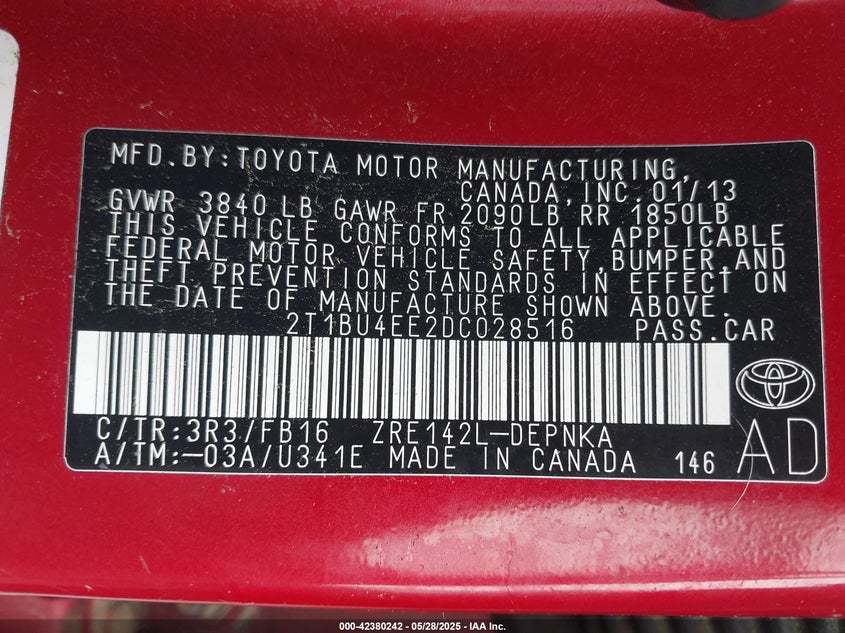 MFD.BY:TOYOTA MOTOR MANUFACTURING,
CANADA,INC.01/13
GVWR 3840 LB GAWR FR 2090LB RR 1850LB
THIS VEHICLE CONFORMS TO ALL APPLICABLE
FEDERAL MOTOR VEHICLE SAFETY,BUMPER,AND
THEFT PREVENTION STANDARDS IN EFFECT ON
THE DATE OF MANUFACTURE SHOWN ABOVE.
2T1BU4EE2DC028516 PASS.CAR
C/TR:3R3/FB16 ZRE142L-DEPNKA
A/TM:-03A/U341E MADE IN CANADA 146 AD
000-42380242 - 05/28/2025 - IAA Inc.